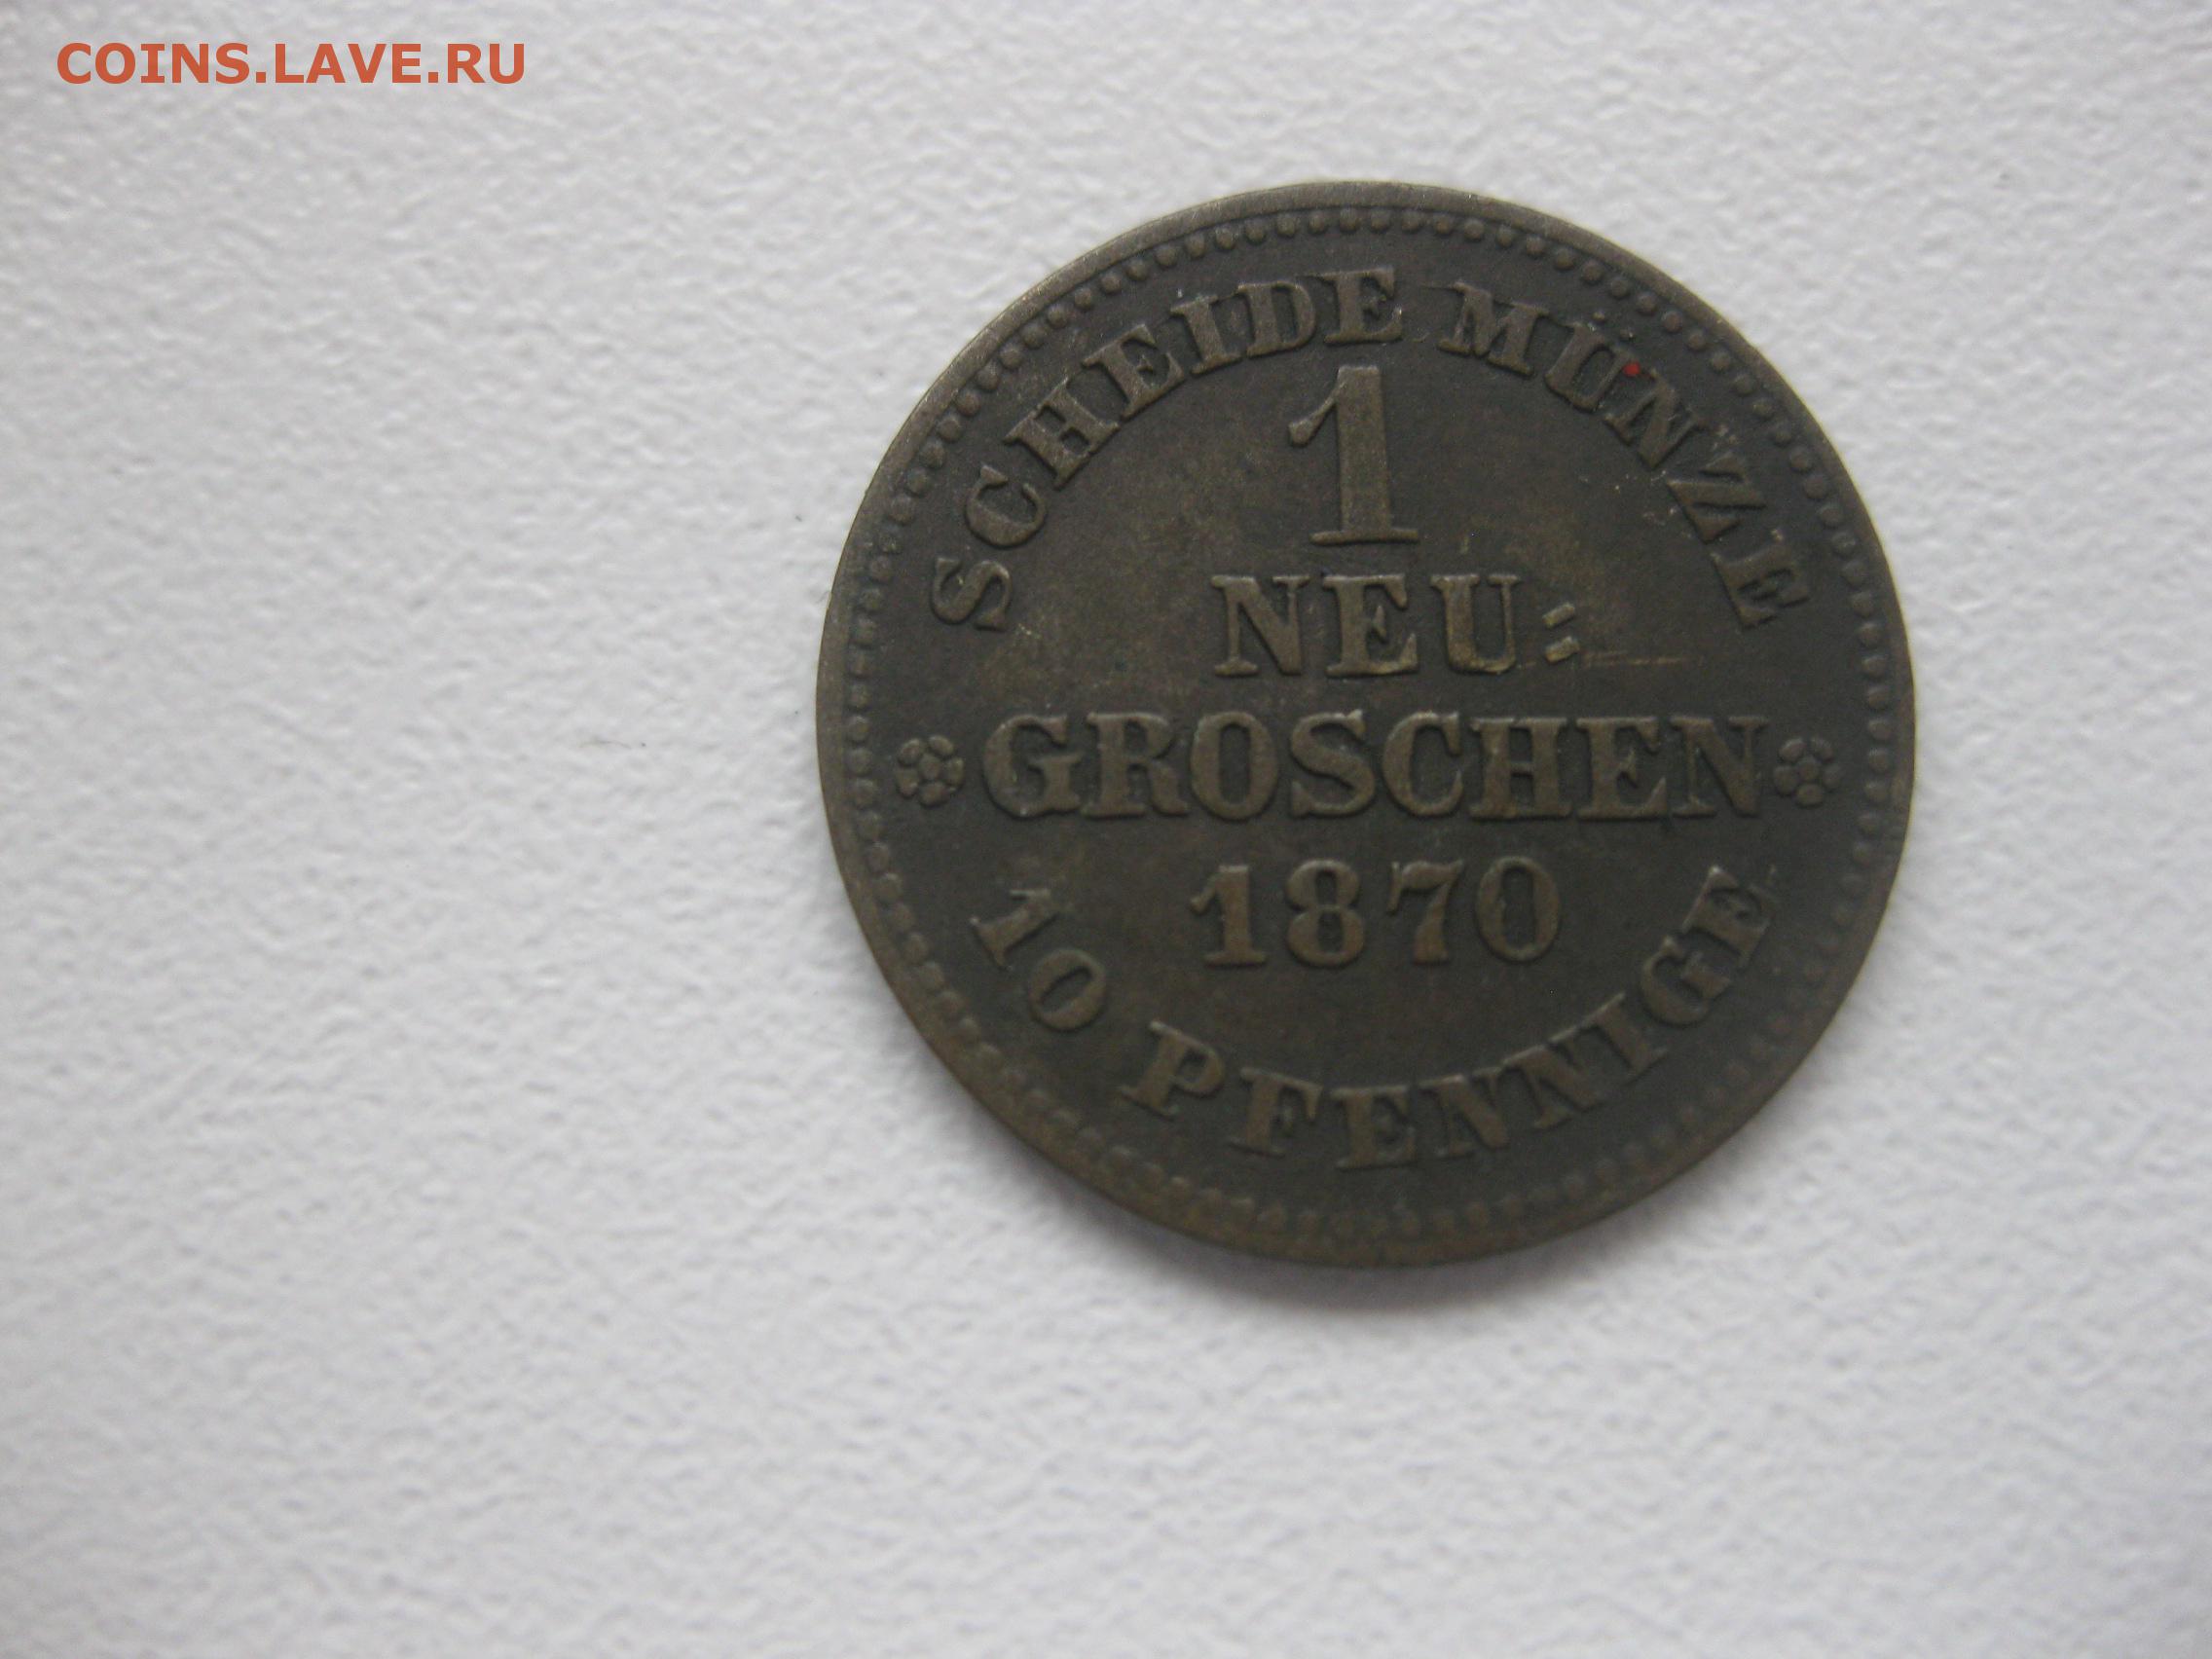 COINS.LAVE.RU
SCHEIDE MÜNZE
1
NEU=
GROSCHEN
1870
10 PFENNIGE